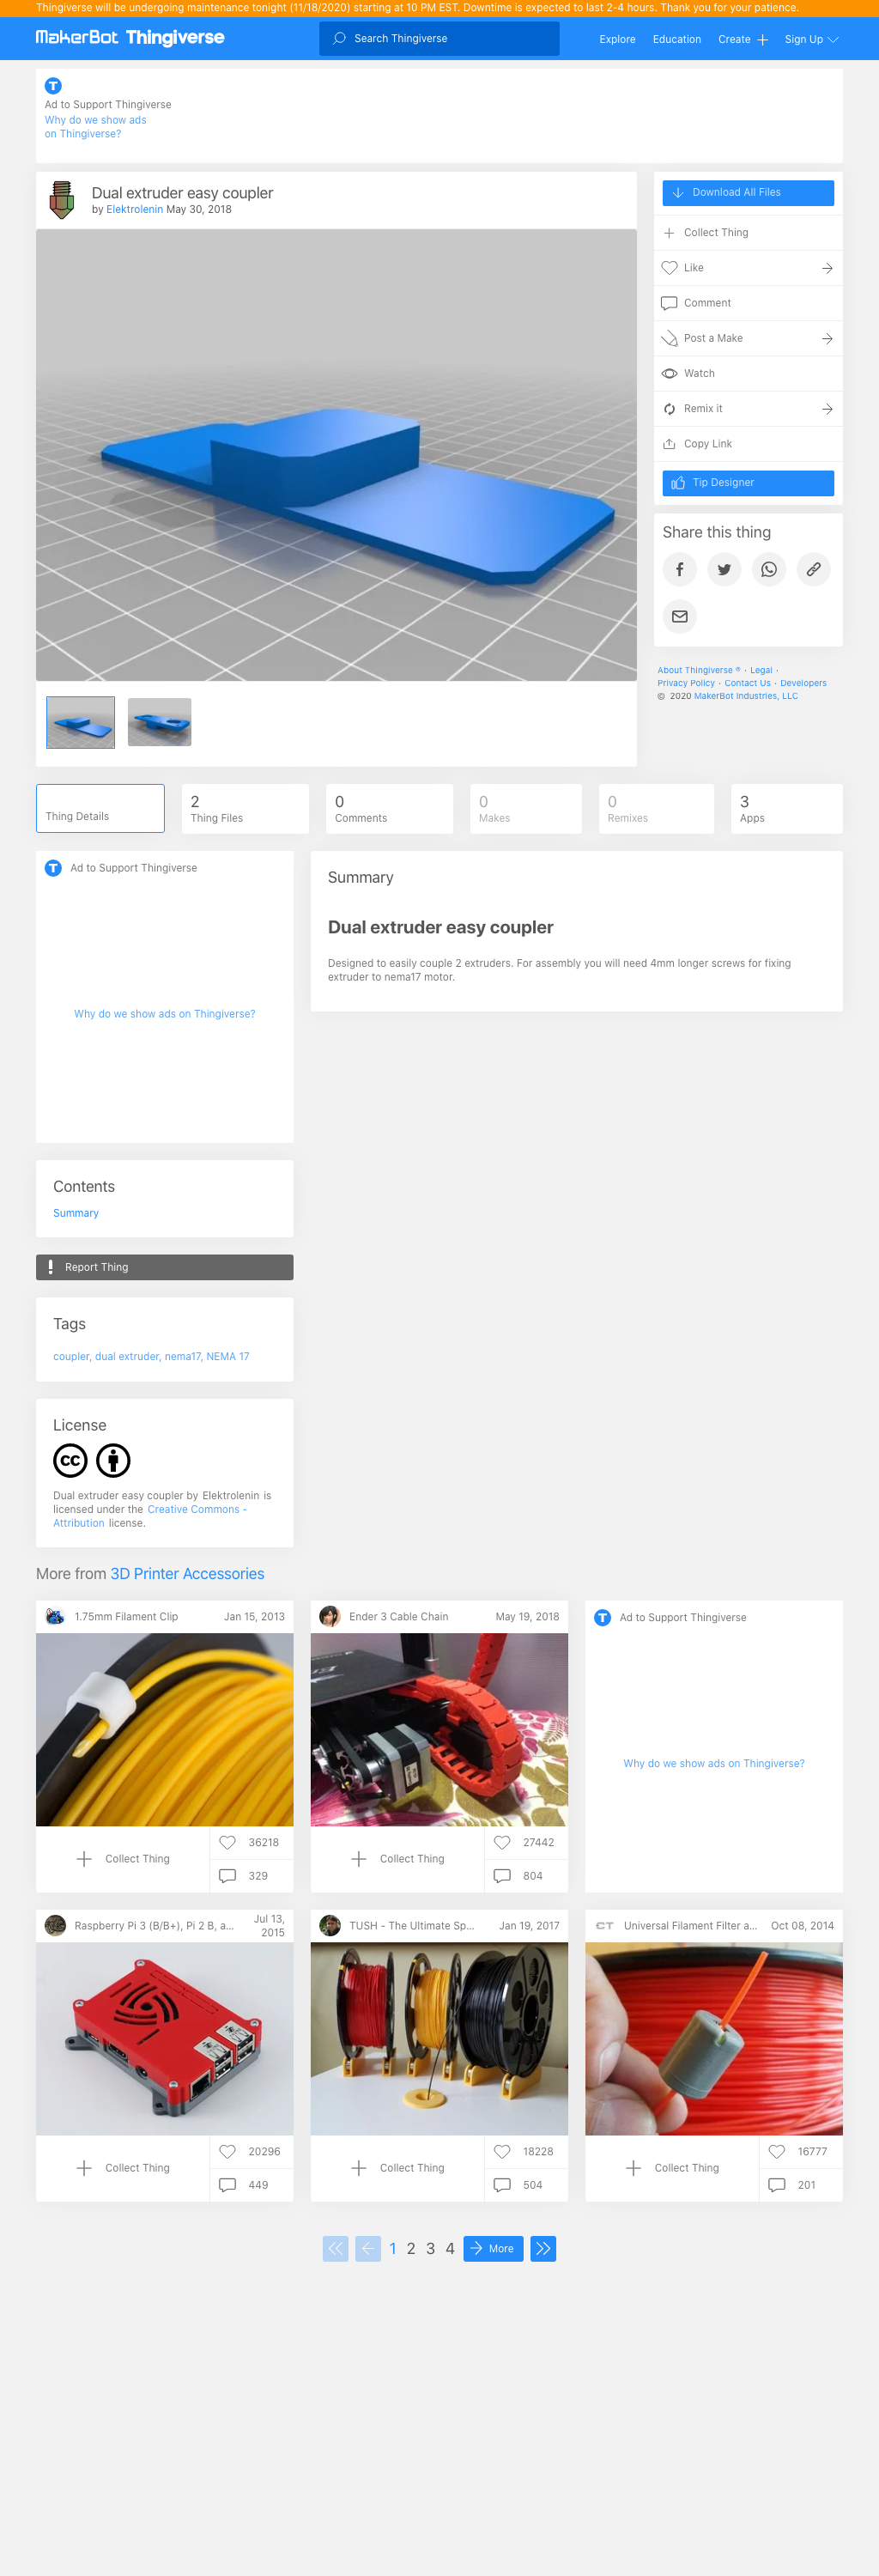 Thingiverse will be undergoing maintenance tonight (11/18/2020) starting at 10 PM EST. Downtime is expected to last 2-4 hours. Thank you for your patience.
MakerBot Thingiverse
Search Thingiverse
Explore
Education
Create
Sign Up
Ad to Support Thingiverse
Why do we show ads
on Thingiverse?
Dual extruder easy coupler
by Elektrolenin May 30, 2018
Download All Files
Collect Thing
Like
Comment
Post a Make
Watch
Remix it
Copy Link
Tip Designer
Share this thing
About Thingiverse ® · Legal ·
Privacy Policy · Contact Us · Developers
© 2020 MakerBot Industries, LLC
Thing Details
2
Thing Files
0
Comments
0
Makes
0
Remixes
3
Apps
Ad to Support Thingiverse
Why do we show ads on Thingiverse?
Summary
Dual extruder easy coupler
Designed to easily couple 2 extruders. For assembly you will need 4mm longer screws for fixing
extruder to nema17 motor.
Contents
Summary
Report Thing
Tags
coupler, dual extruder, nema17, NEMA 17
License
Dual extruder easy coupler by Elektrolenin is
licensed under the Creative Commons -
Attribution license.
More from 3D Printer Accessories
1.75mm Filament Clip
Jan 15, 2013
Collect Thing
36218
329
Ender 3 Cable Chain
May 19, 2018
Collect Thing
27442
804
Ad to Support Thingiverse
Why do we show ads on Thingiverse?
Raspberry Pi 3 (B/B+), Pi 2 B, a...
Jul 13,
2015
Collect Thing
20296
449
TUSH - The Ultimate Sp...
Jan 19, 2017
Collect Thing
18228
504
CT
Universal Filament Filter a...
Oct 08, 2014
Collect Thing
16777
201
1 2 3 4 More